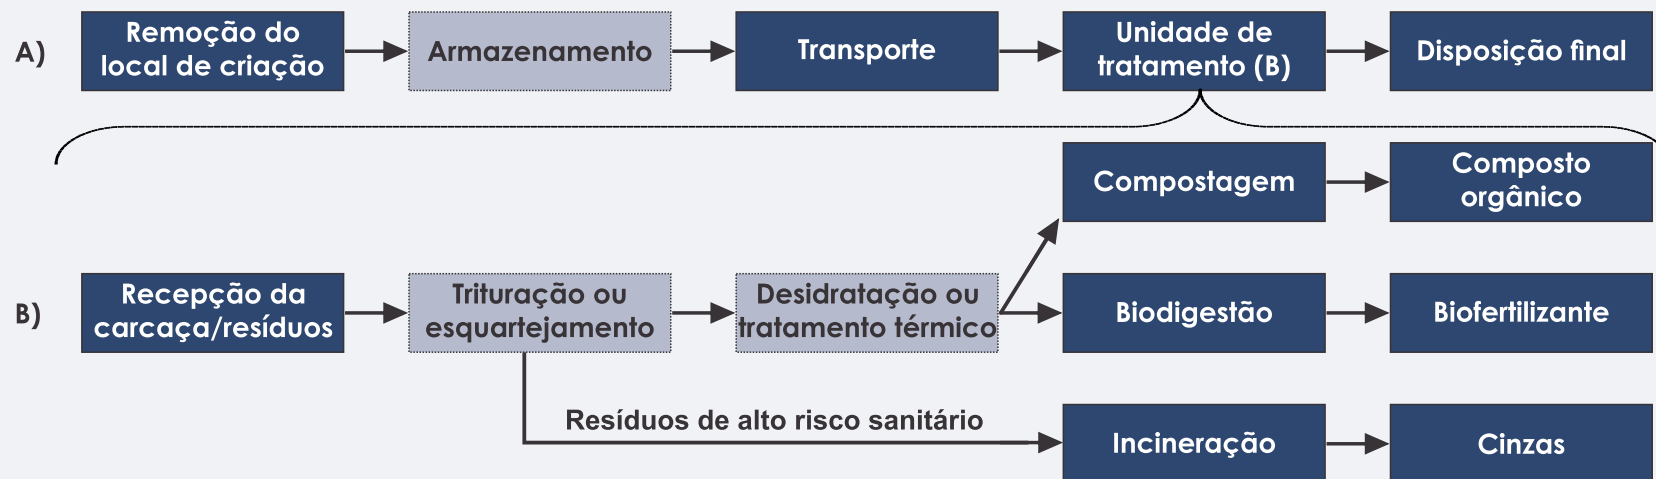 A)
Remoção do
local de criação
Armazenamento
Transporte
Unidade de
tratamento (B)
Disposição final
Compostagem
Composto
orgânico
B)
Recepção da
carcaça/resíduos
Trituração ou
esquartejamento
Desidratação ou
tratamento térmico
Biodigestão
Biofertilizante
Resíduos de alto risco sanitário
Incineração
Cinzas